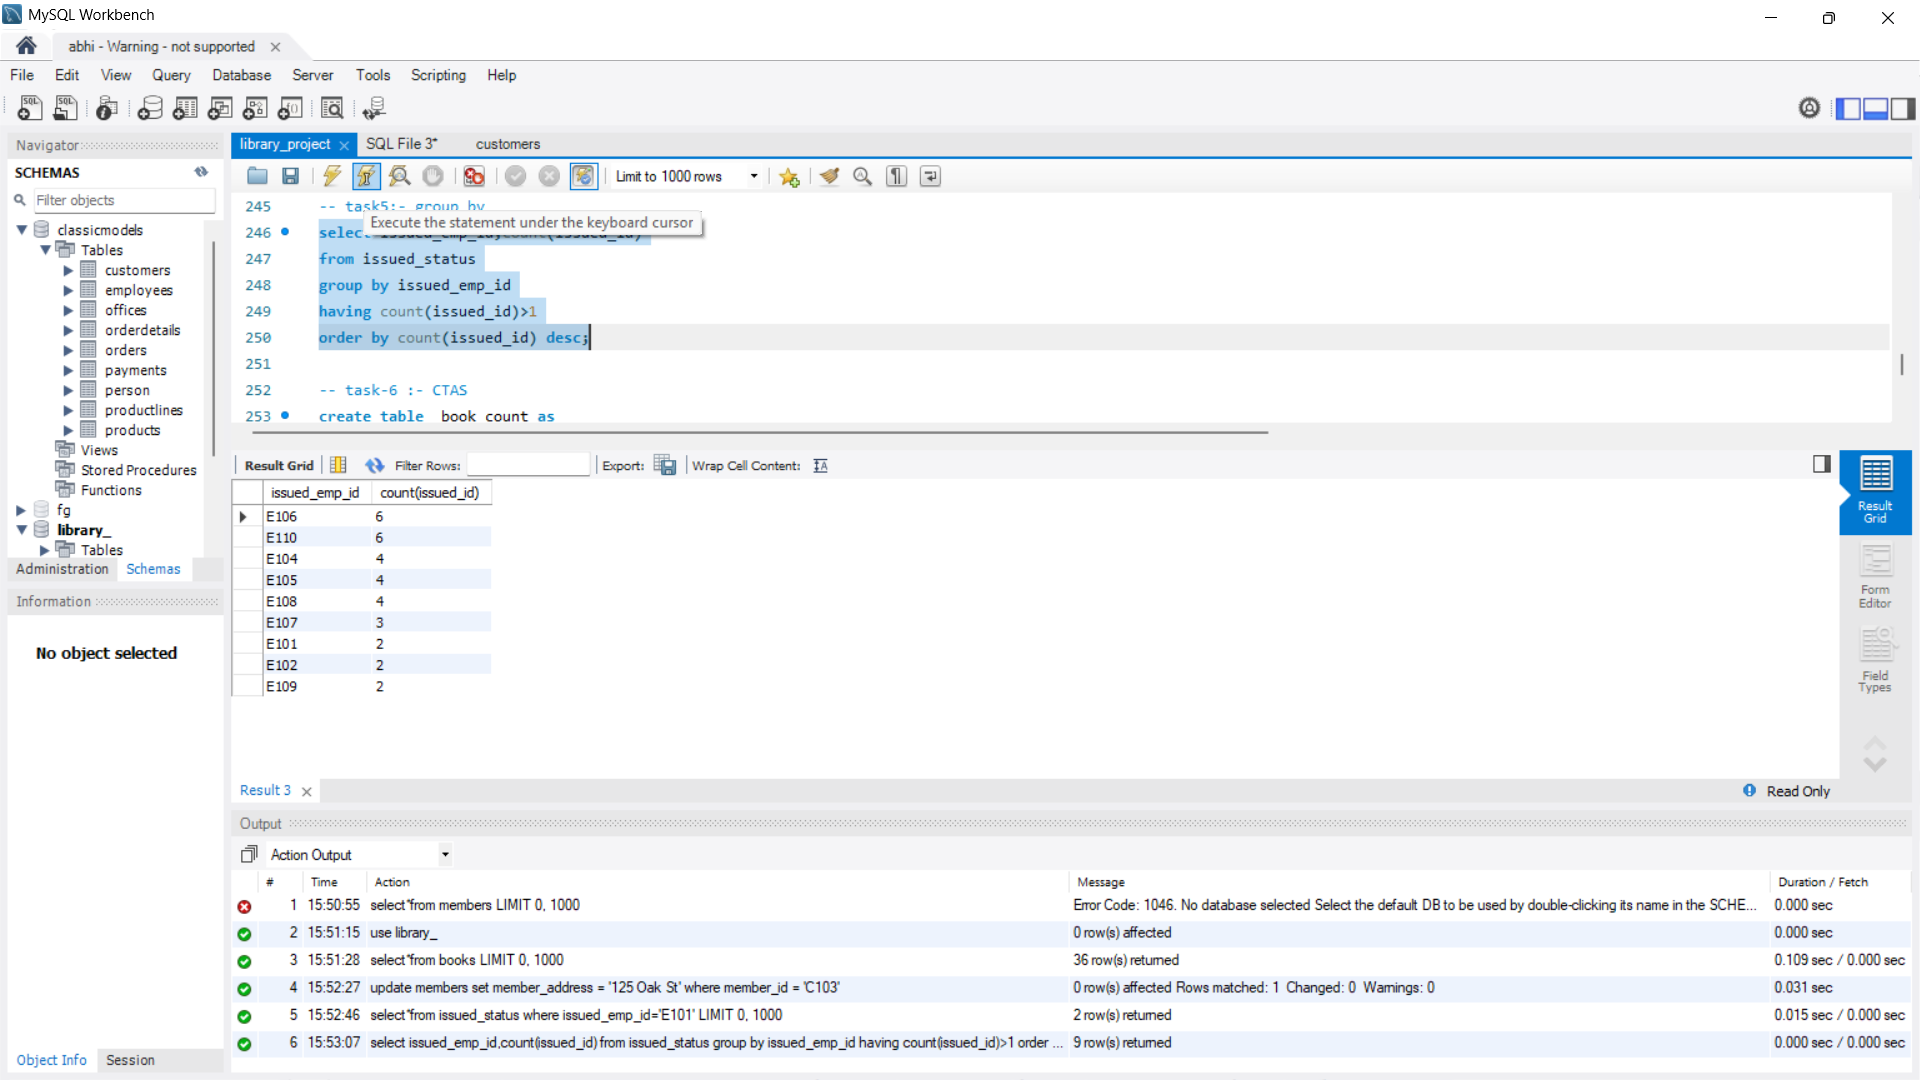 MySQL Workbench
abhi - Warning - not supported
File Edit View Query Database Server Tools Scripting Help
Navigator
SCHEMAS
Filter objects
classicmodels
Tables
customers
employees
offices
orderdetails
orders
payments
person
productlines
products
Views
Stored Procedures
Functions
fg
library_
Tables
Administration Schemas
Information
No object selected
Object Info Session
library_project SQL File 3* customers
Limit to 1000 rows
245 -- task5:- group by
Execute the statement under the keyboard cursor
246 select issued_emp_id,count(issued_id)
247 from issued_status
248 group by issued_emp_id
249 having count(issued_id)>1
250 order by count(issued_id) desc;
251
252 -- task-6 :- CTAS
253 create table book_count as
Result Grid Filter Rows: Export: Wrap Cell Content:
issued_emp_id count(issued_id)
E106 6
E110 6
E104 4
E105 4
E108 4
E107 3
E101 2
E102 2
E109 2
Result Grid
Form Editor
Field Types
Result 3 Read Only
Output
Action Output
# Time Action Message Duration / Fetch
1 15:50:55 select*from members LIMIT 0, 1000 Error Code: 1046. No database selected Select the default DB to be used by double-clicking its name in the SCHE... 0.000 sec
2 15:51:15 use library_ 0 row(s) affected 0.000 sec
3 15:51:28 select*from books LIMIT 0, 1000 36 row(s) returned 0.109 sec / 0.000 sec
4 15:52:27 update members set member_address = '125 Oak St' where member_id = 'C103' 0 row(s) affected Rows matched: 1 Changed: 0 Warnings: 0 0.031 sec
5 15:52:46 select*from issued_status where issued_emp_id='E101' LIMIT 0, 1000 2 row(s) returned 0.015 sec / 0.000 sec
6 15:53:07 select issued_emp_id,count(issued_id) from issued_status group by issued_emp_id having count(issued_id)>1 order ... 9 row(s) returned 0.000 sec / 0.000 sec